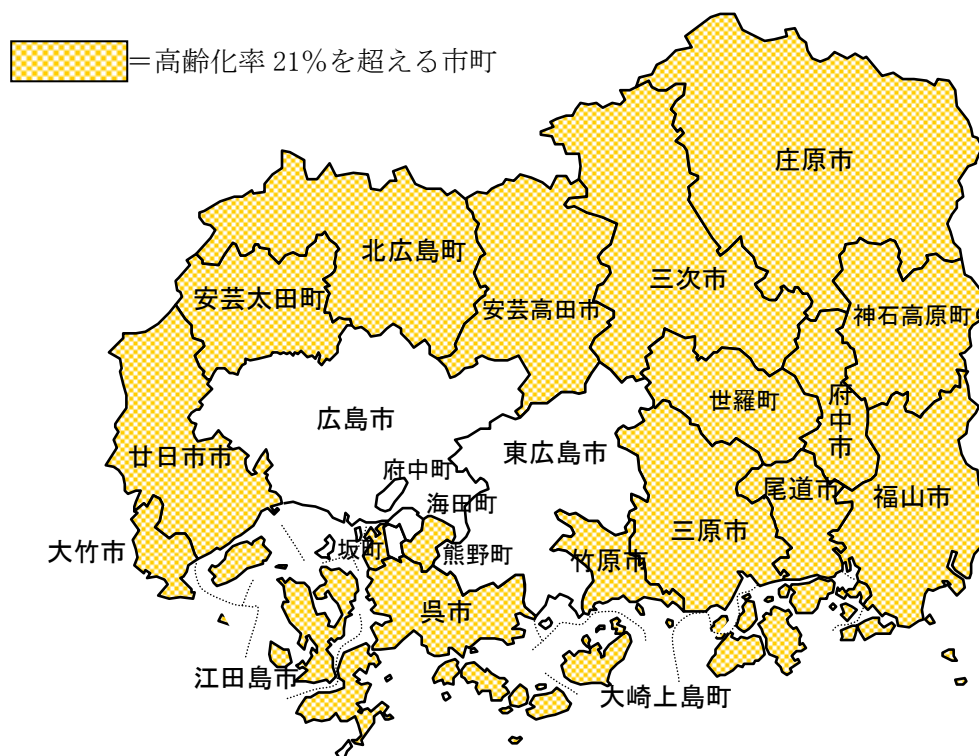 =高齢化率 21%を超える市町
庄原市
北広島町
三次市
安芸太田町
安芸高田市
神石高原町
世羅町
府中市
広島市
東広島市
廿日市市
府中町
尾道市
福山市
海田町
三原市
大竹市
坂町
熊野町
竹原市
呉市
江田島市
大崎上島町